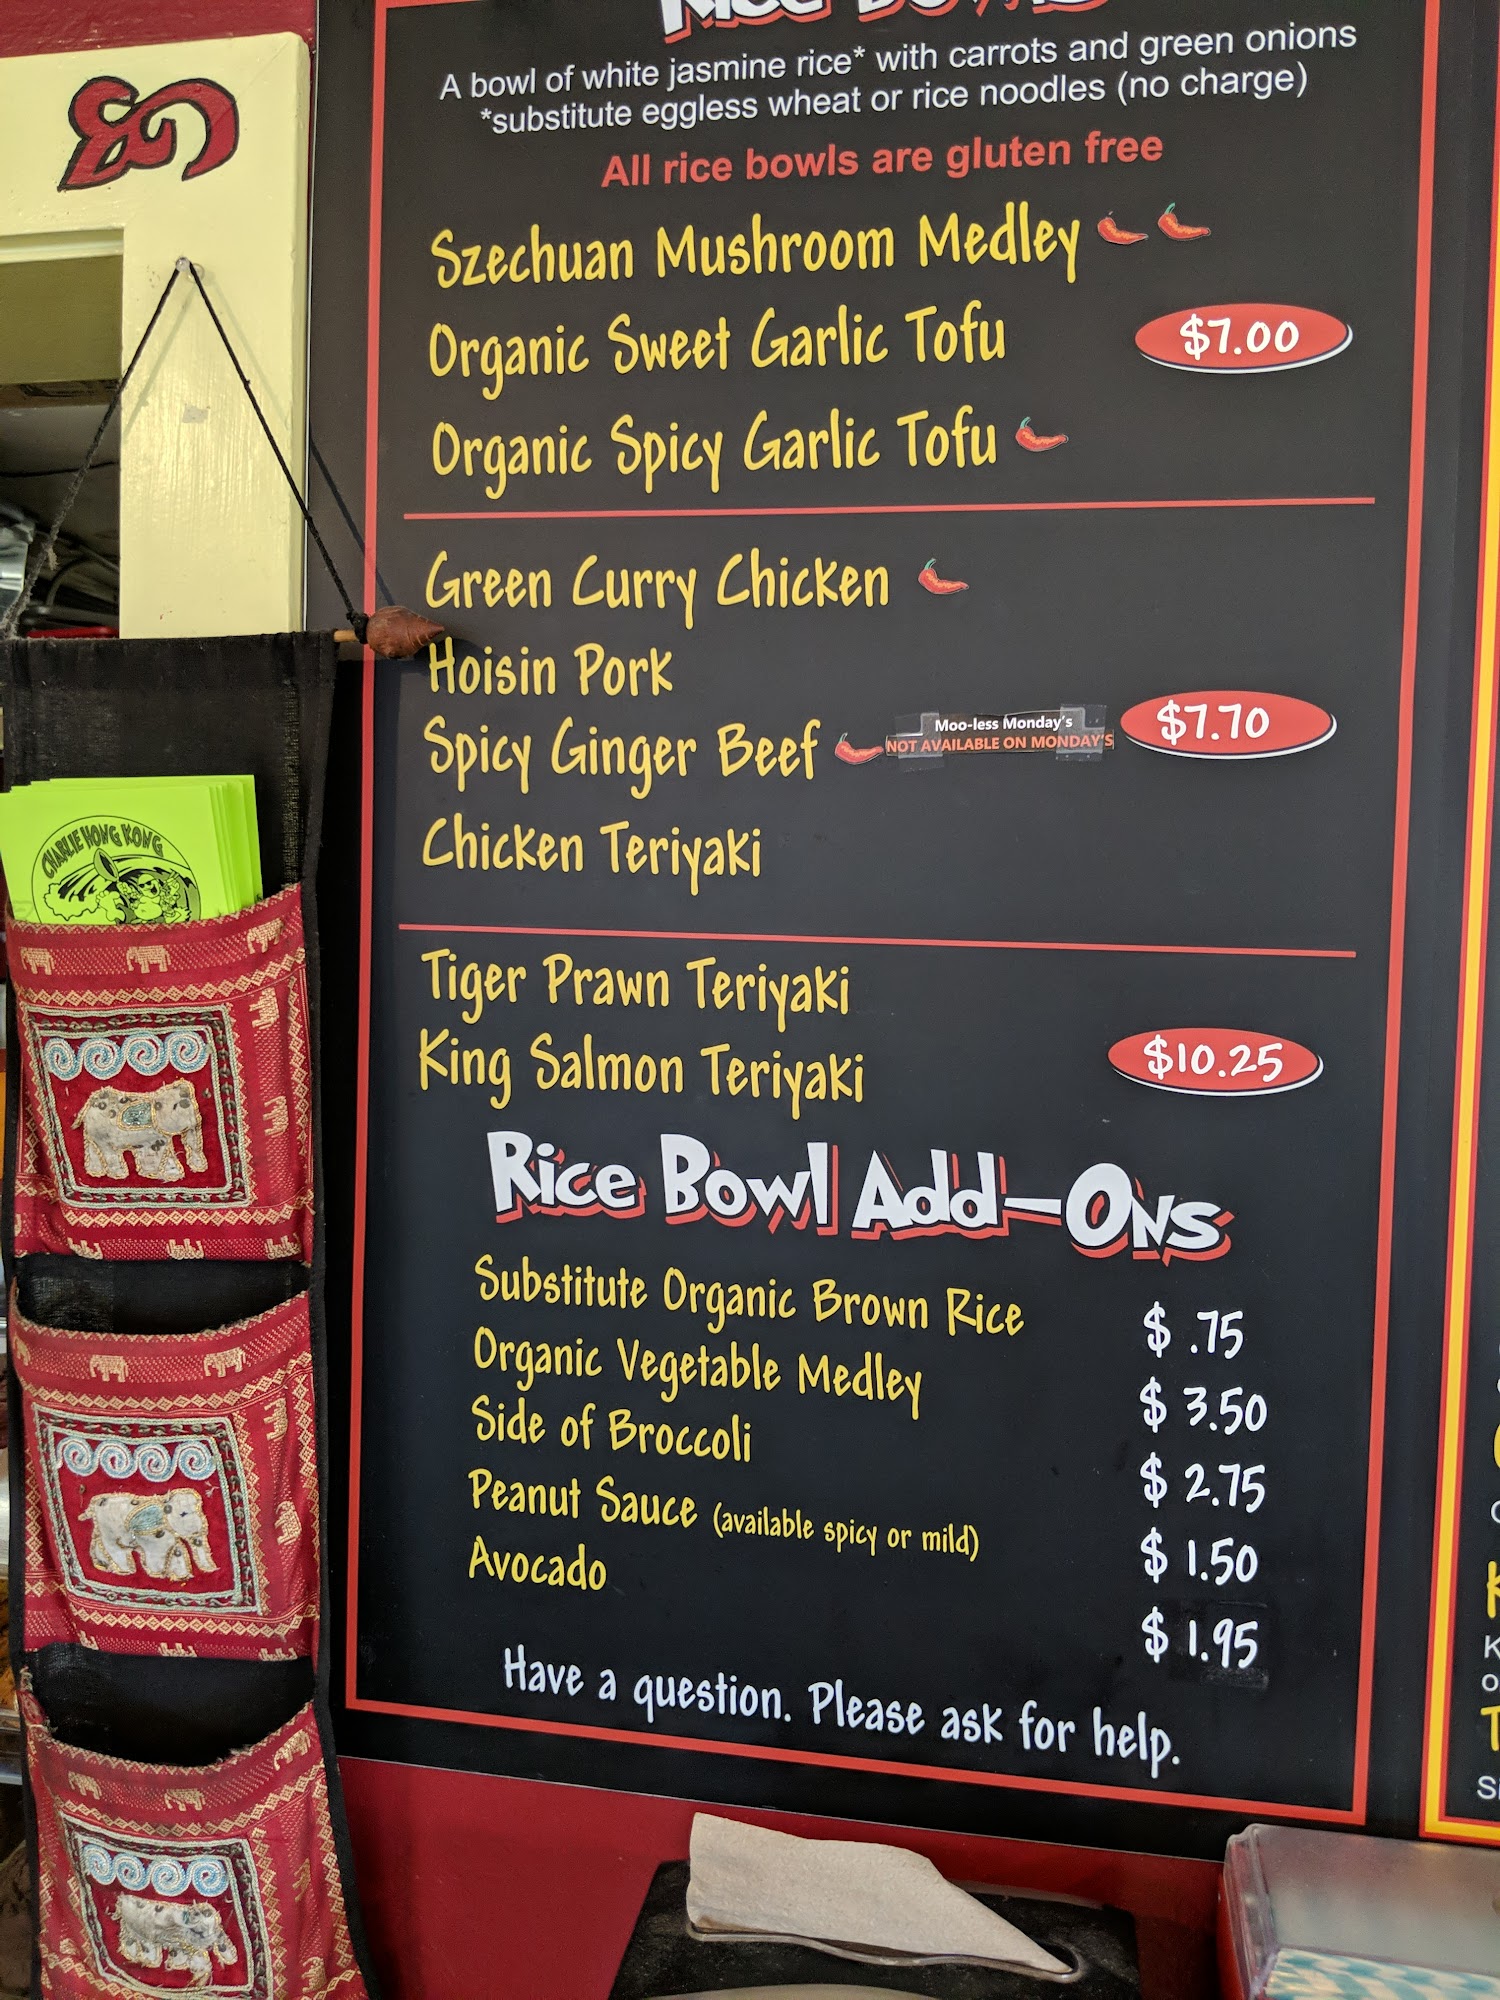 Rice Bowls
A bowl of white jasmine rice* with carrots and green onions
*substitute eggless wheat or rice noodles (no charge)
All rice bowls are gluten free
Szechuan Mushroom Medley
Organic Sweet Garlic Tofu $7.00
Organic Spicy Garlic Tofu
Green Curry Chicken
Hoisin Pork
Spicy Ginger Beef Moo-less Monday's $7.70
NOT AVAILABLE ON MONDAY'S
Chicken Teriyaki
Tiger Prawn Teriyaki
King Salmon Teriyaki $10.25
Rice Bowl Add-Ons
Substitute Organic Brown Rice $ .75
Organic Vegetable Medley $ 3.50
Side of Broccoli $ 2.75
Peanut Sauce (available spicy or mild) $ 1.50
Avocado $ 1.95
Have a question. Please ask for help.
CHARLIE HONG KONG